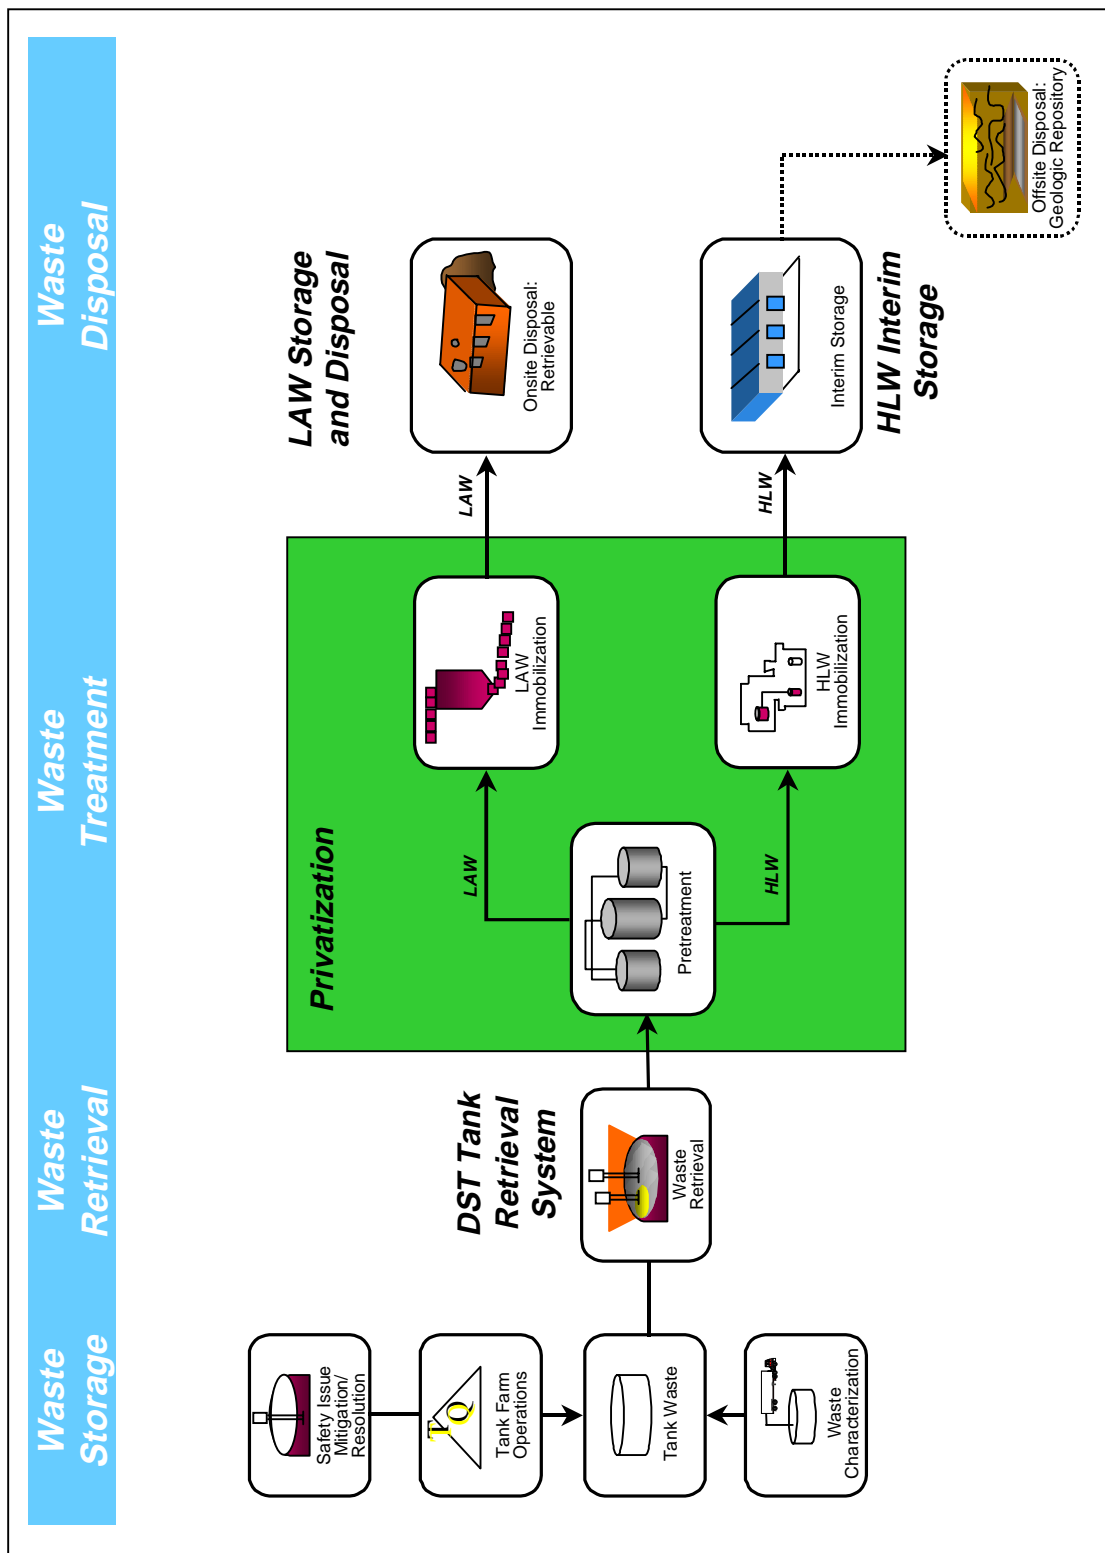 Waste
Storage
Waste
Retrieval
Waste
Treatment
Waste
Disposal
Safety Issue
Mitigation/
Resolution
TQ
Tank Farm
Operations
Tank Waste
Waste
Characterization
DST Tank
Retrieval
System
Waste
Retrieval
Privatization
Pretreatment
LAW
HLW
LAW
Immobilization
HLW
Immobilization
LAW
HLW
LAW Storage
and Disposal
Onsite Disposal:
Retrievable
Interim Storage
HLW Interim
Storage
Offsite Disposal:
Geologic Repository